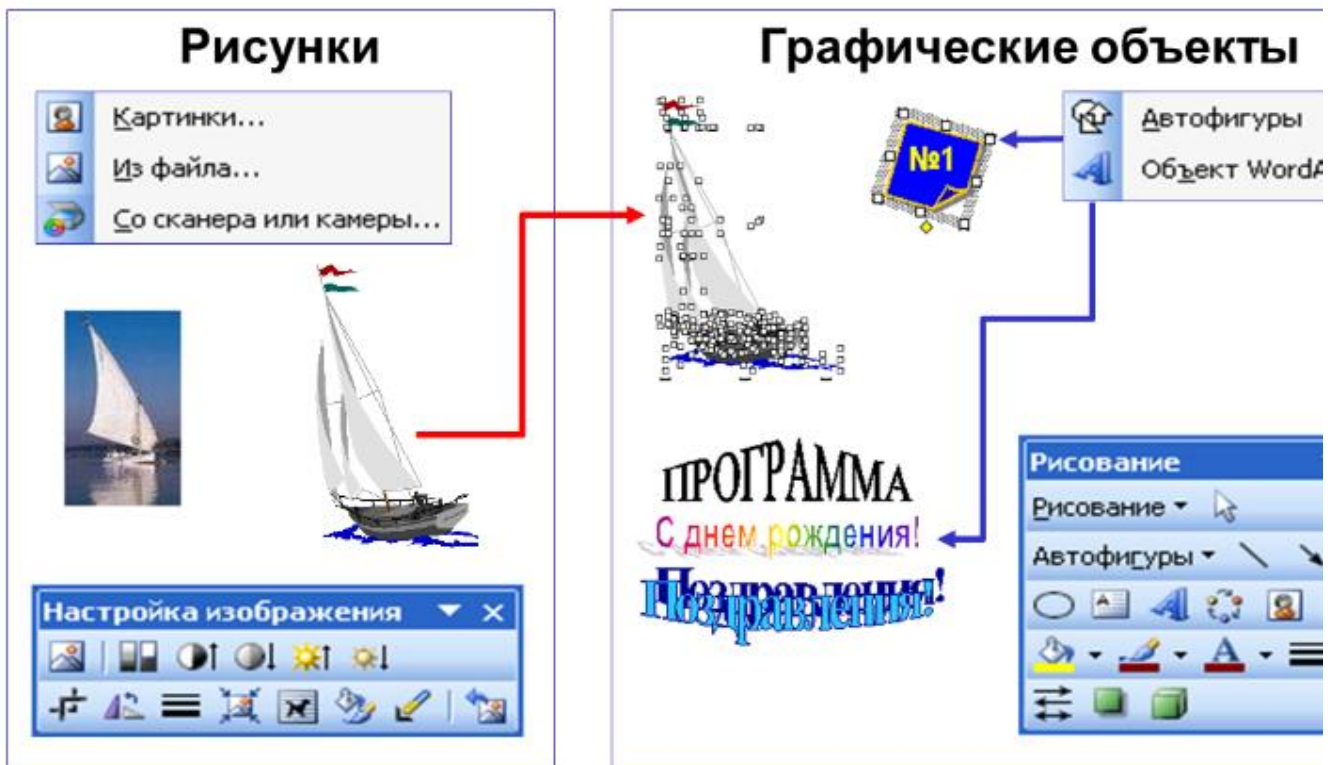 Рисунки
Картинки...
Из файла...
Со сканера или камеры...
Настройка изображения
Графические объекты
Автофигуры
Объект WordA
№1
ПРОГРАММА
С днем рождения!
Поздравления!
Рисование
Рисование
Автофигуры
A
A
A